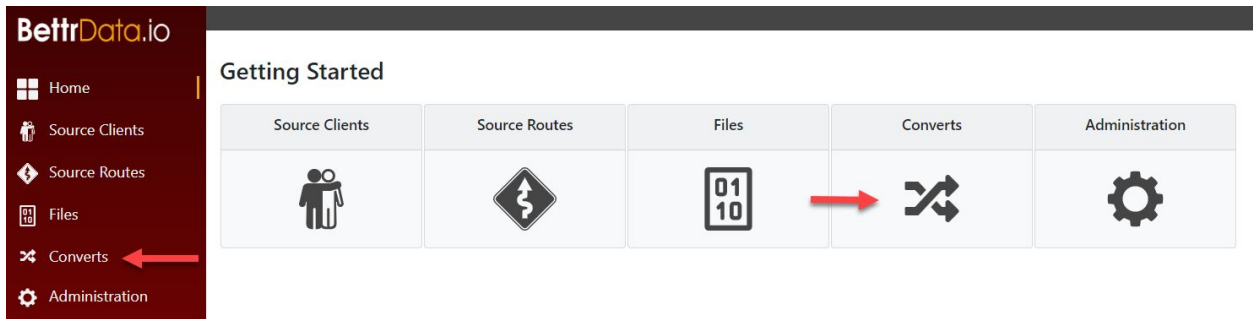 BettrData.io
Home
Source Clients
Source Routes
Files
Converts
Administration
Getting Started
Source Clients
Source Routes
Files
Converts
Administration
01
10